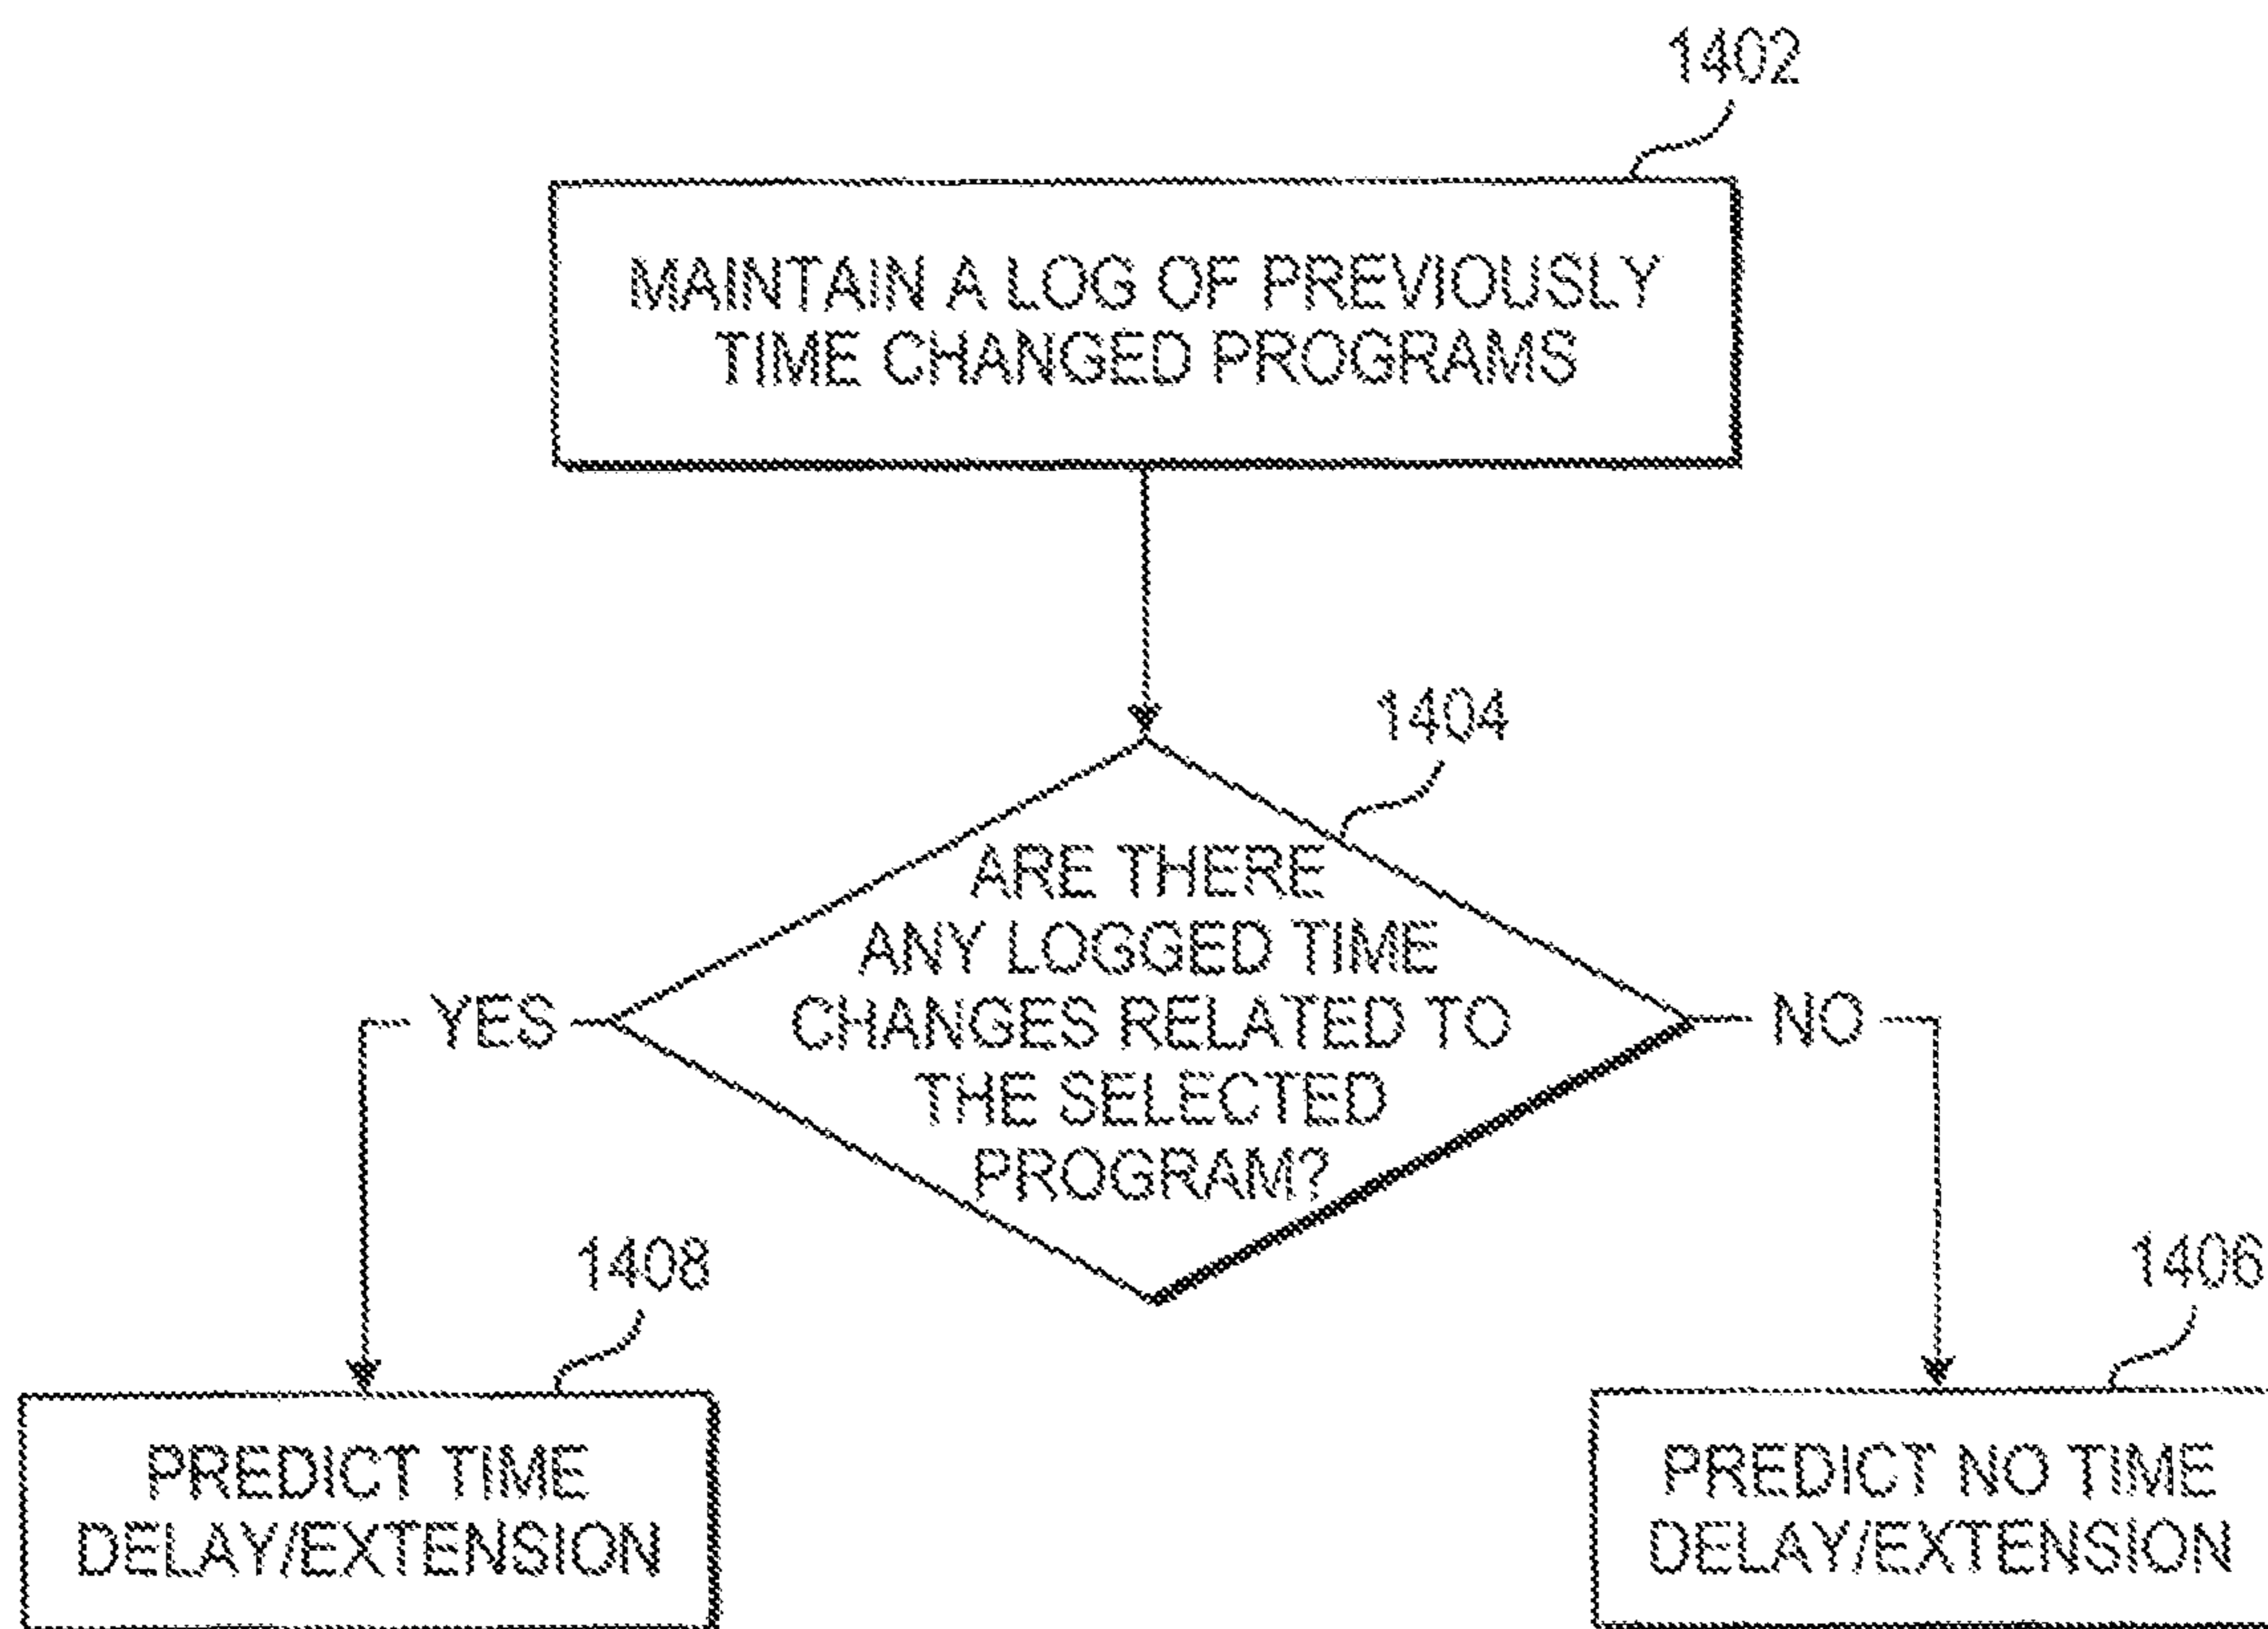 1402
MAINTAIN A LOG OF PREVIOUSLY
TIME CHANGED PROGRAMS
1404
ARE THERE
ANY LOGGED TIME
CHANGES RELATED TO
THE SELECTED
PROGRAM?
YES
NO
1408
1406
PREDICT TIME
DELAY/EXTENSION
PREDICT NO TIME
DELAY/EXTENSION